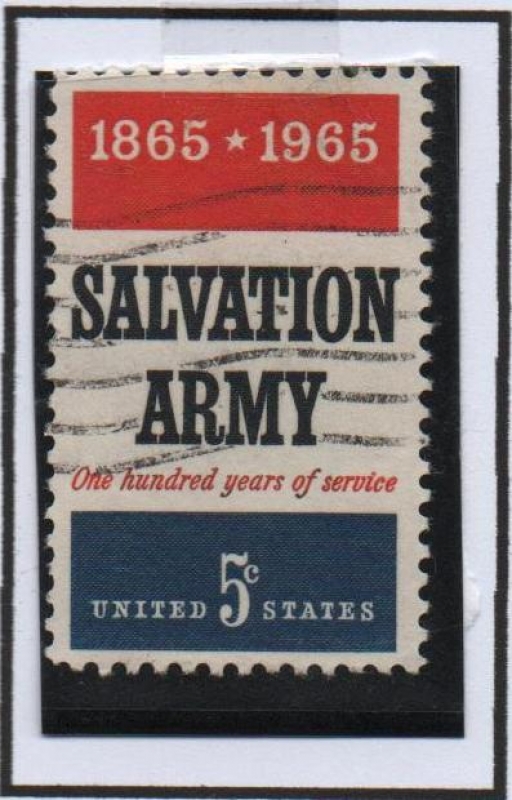 1865 ★ 1965
SALVATION
ARMY
One hundred years of service
UNITED 5c STATES